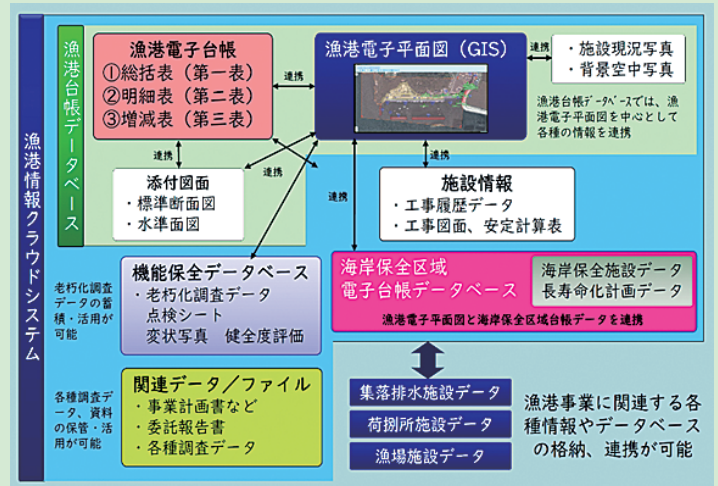 漁港情報クラウドシステム
漁港台帳データベース
漁港電子台帳
①総括表(第一表)
②明細表(第二表)
③増減表(第三表)
連携
漁港電子平面図(GIS)
連携
・施設現況写真
・背景空中写真
漁港台帳データベースでは、漁
港電子平面図を中心として
各種の情報を連携
連携
連携
連携
連携
連携
添付図面
・標準断面図
・水準面図
施設情報
・工事履歴データ
・工事図面、安定計算表
老朽化調査
データの蓄
積・活用が
可能
機能保全データベース
・老朽化調査データ
点検シート
変状写真 健全度評価
海岸保全区域
電子台帳データベース
海岸保全施設データ
長寿命化計画データ
漁港電子平面図と海岸保全区域台帳データを連携
各種調査デー
タ、資料
の保管・活
用が可能
関連データ/ファイル
・事業計画書など
・委託報告書
・各種調査データ
集落排水施設データ
荷捌所施設データ
漁場施設データ
漁港事業に関連する各
種情報やデータベース
の格納、連携が可能